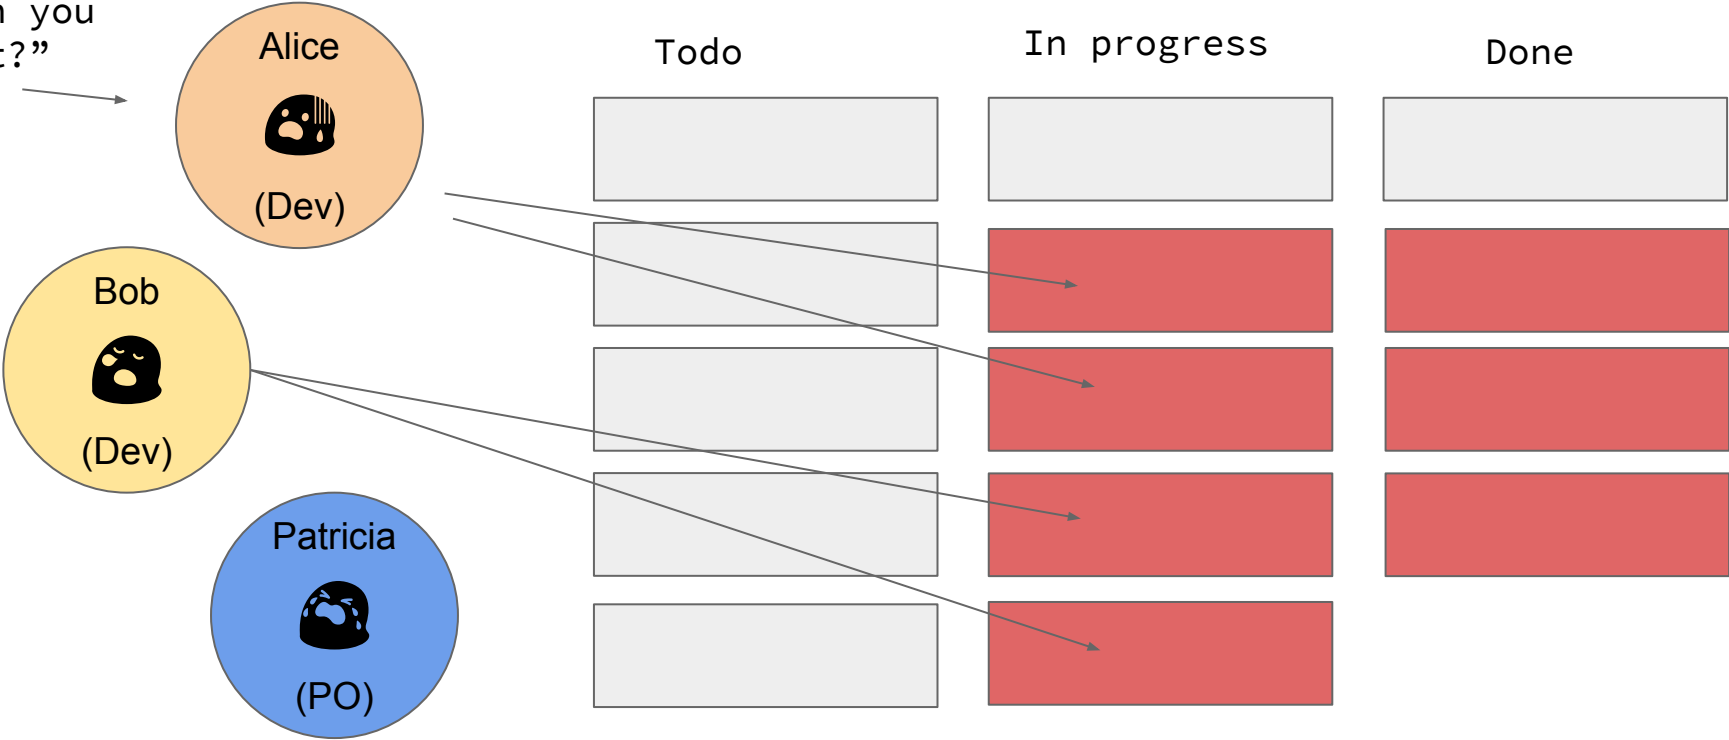 you
Alice
(Dev)
Bob
(Dev)
Patricia
(PO)
Todo
In progress
Done